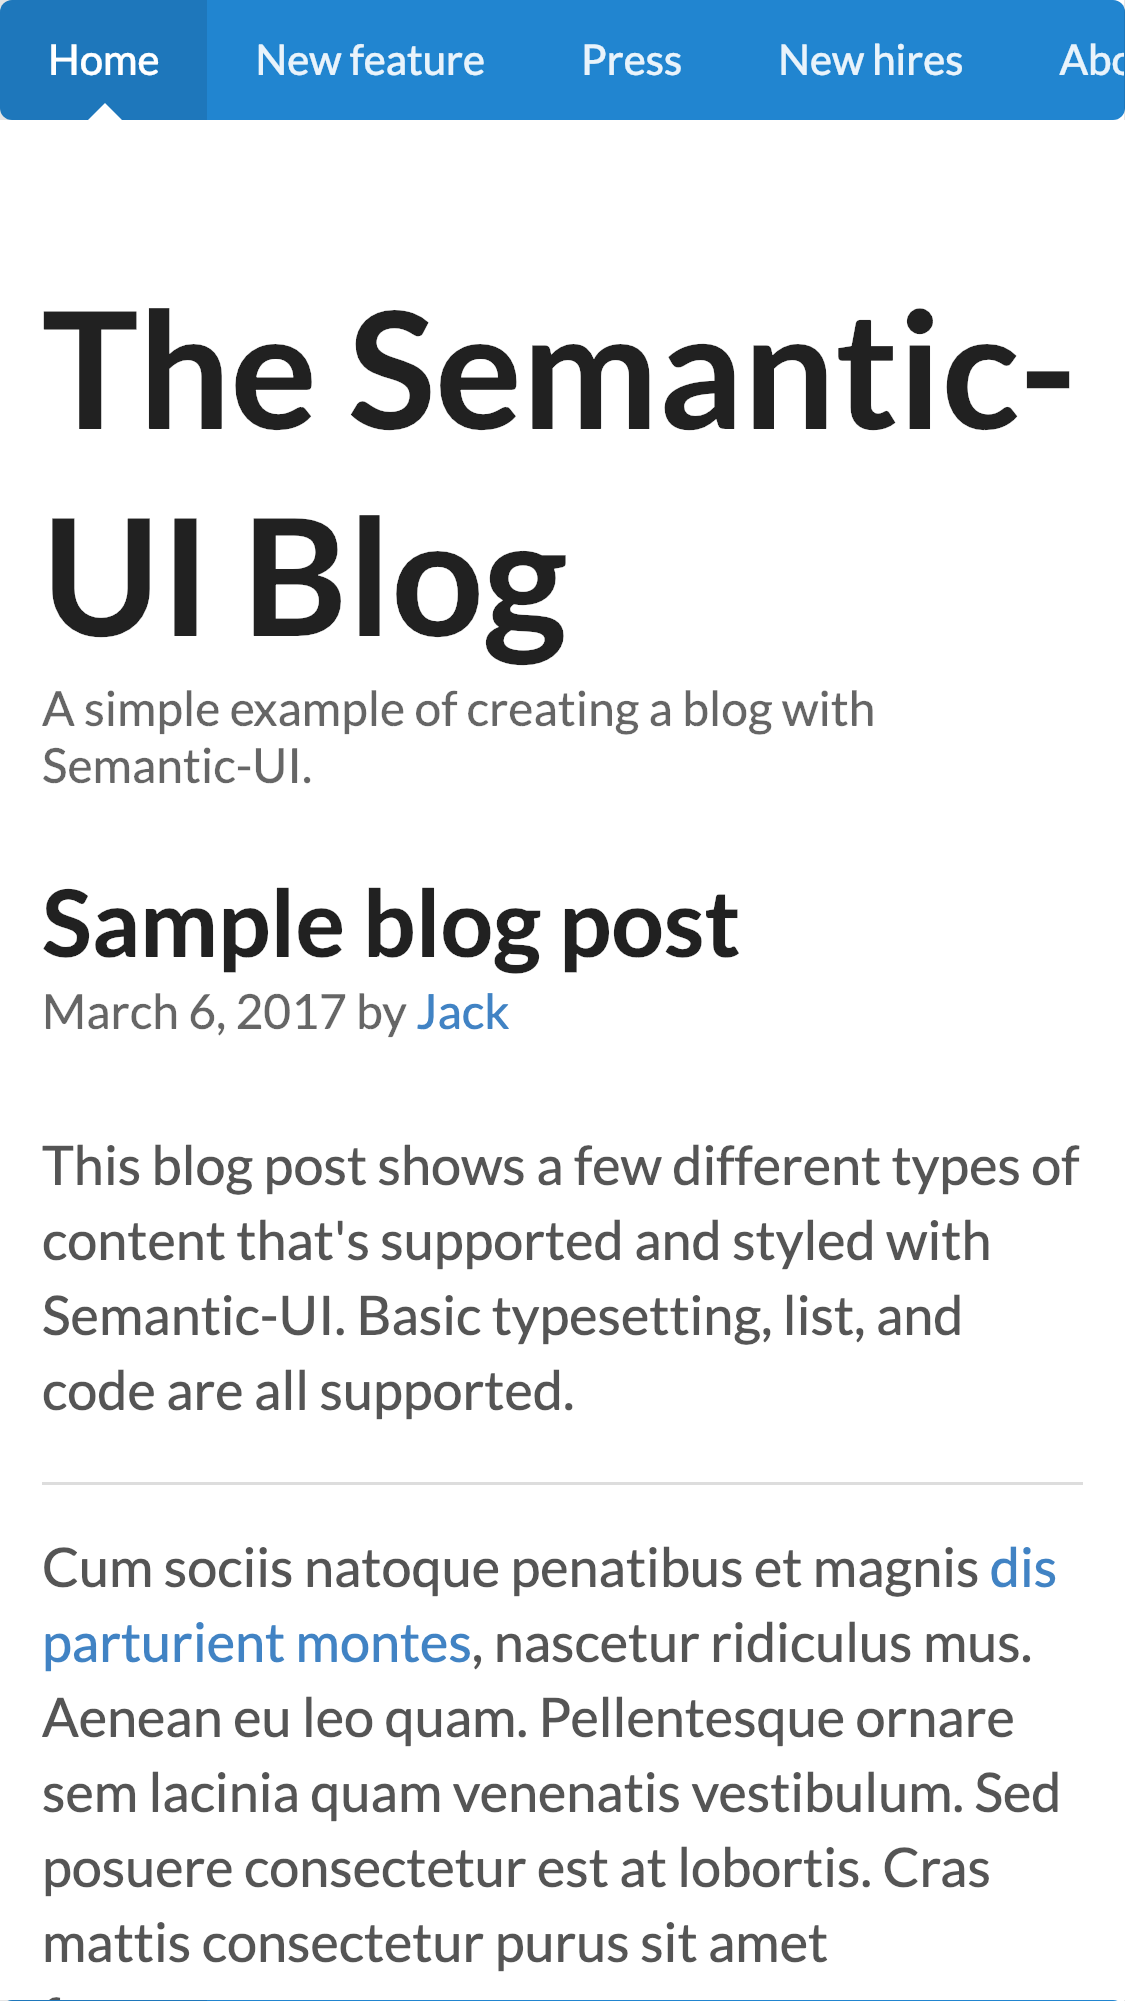 Home New feature Press New hires
The Semantic-
UI Blog
A simple example of creating a blog with
Semantic-UI.
Sample blog post
March 6, 2017 by Jack
This blog post shows a few different types of
content that's supported and styled with
Semantic-UI. Basic typesetting, list, and
code are all supported.
Cum sociis natoque penatibus et magnis dis
parturient montes, nascetur ridiculus mus.
Aenean eu leo quam. Pellentesque ornare
sem lacinia quam venenatis vestibulum. Sed
posuere consectetur est at lobortis. Cras
mattis consectetur purus sit amet